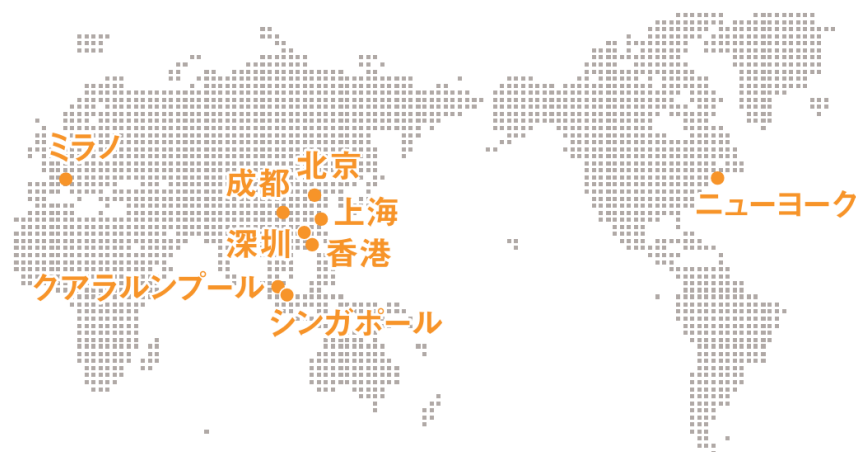 ミラノ
北京
成都
ニューヨーク
上海
深圳
香港
クアラルンプール
シンガポール